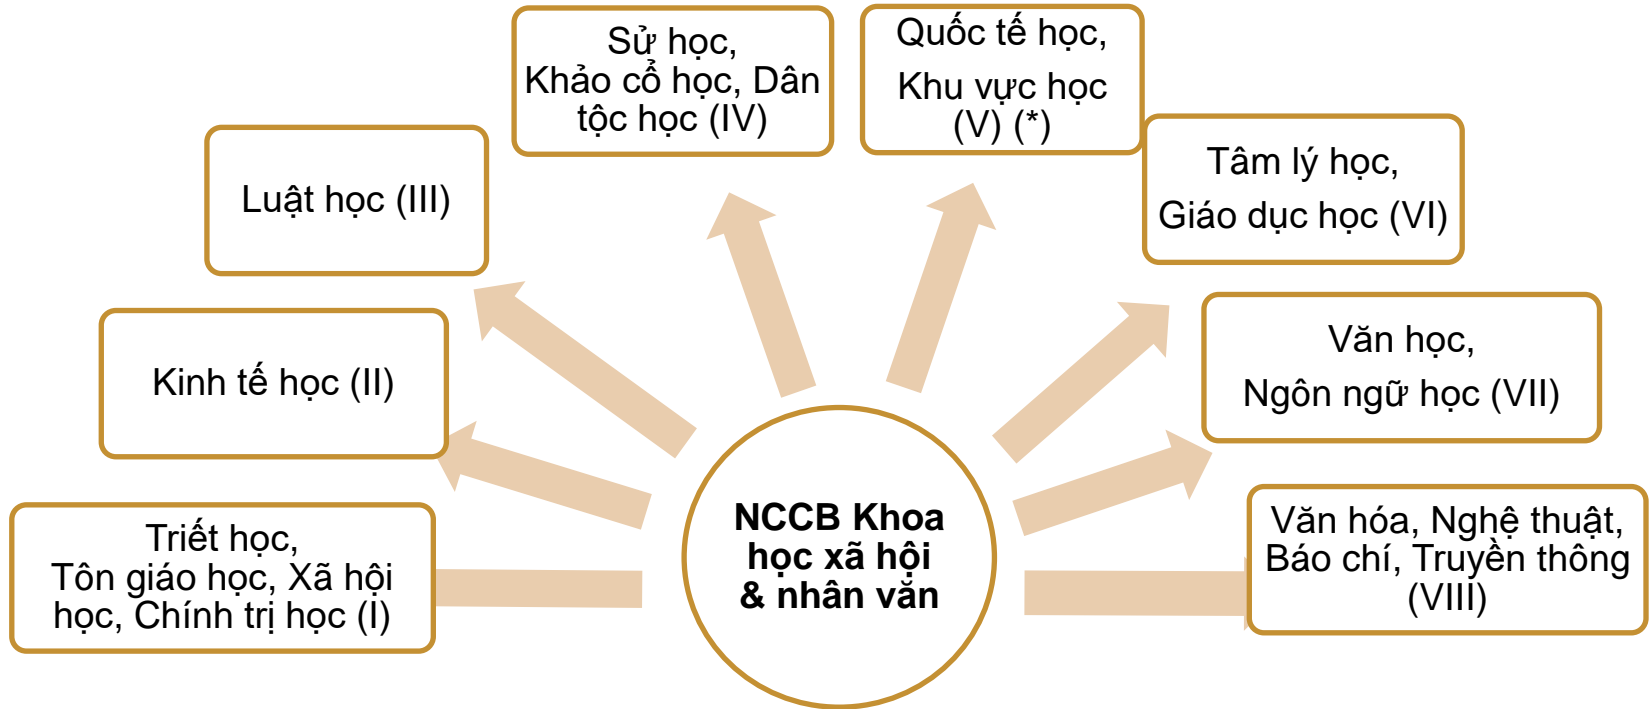 Sử học,
Khảo cổ học, Dân
tộc học (IV)
Quốc tế học,
Khu vực học
(V) (*)
Luật học (III)
Tâm lý học,
Giáo dục học (VI)
Kinh tế học (II)
Văn học,
Ngôn ngữ học (VII)
Triết học,
Tôn giáo học, Xã hội
học, Chính trị học (I)
NCCB Khoa
học xã hội
& nhân văn
Văn hóa, Nghệ thuật,
Báo chí, Truyền thông
(VIII)